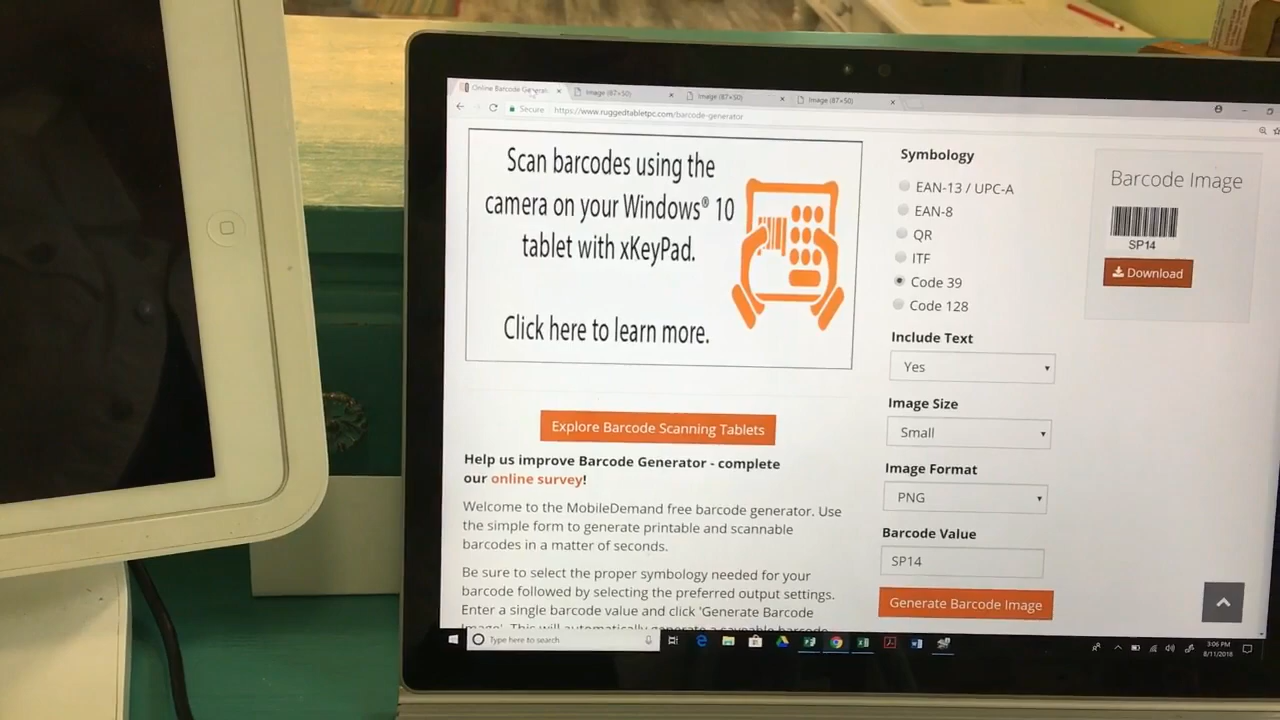 Online Barcode Generat
Image (87×50)
Image (87×50)
Image (87×50)
Secure
https://www.ruggedtabletpc.com/barcode-generator
Scan barcodes using the
camera on your Windows® 10
tablet with xKeyPad.
Click here to learn more.
Explore Barcode Scanning Tablets
Help us improve Barcode Generator - complete
our online survey!
Welcome to the MobileDemand free barcode generator. Use
the simple form to generate printable and scannable
barcodes in a matter of seconds.
Be sure to select the proper symbology needed for your
barcode followed by selecting the preferred output settings.
Enter a single barcode value and click 'Generate Barcode
Image'. This will automatically generate a saveable barcode
Symbology
EAN-13 / UPC-A
EAN-8
QR
ITF
Code 39
Code 128
Include Text
Yes
Image Size
Small
Image Format
PNG
Barcode Value
SP14
Generate Barcode Image
Barcode Image
SP14
Download
Type here to search
3:06 PM
8/11/2018